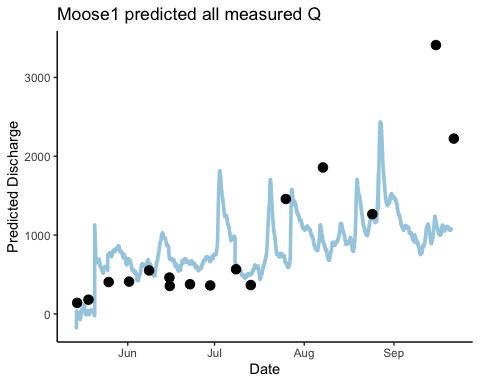 Moose1 predicted all measured Q
3000
2000
1000
0
Predicted Discharge
Jun Jul Aug Sep
Date